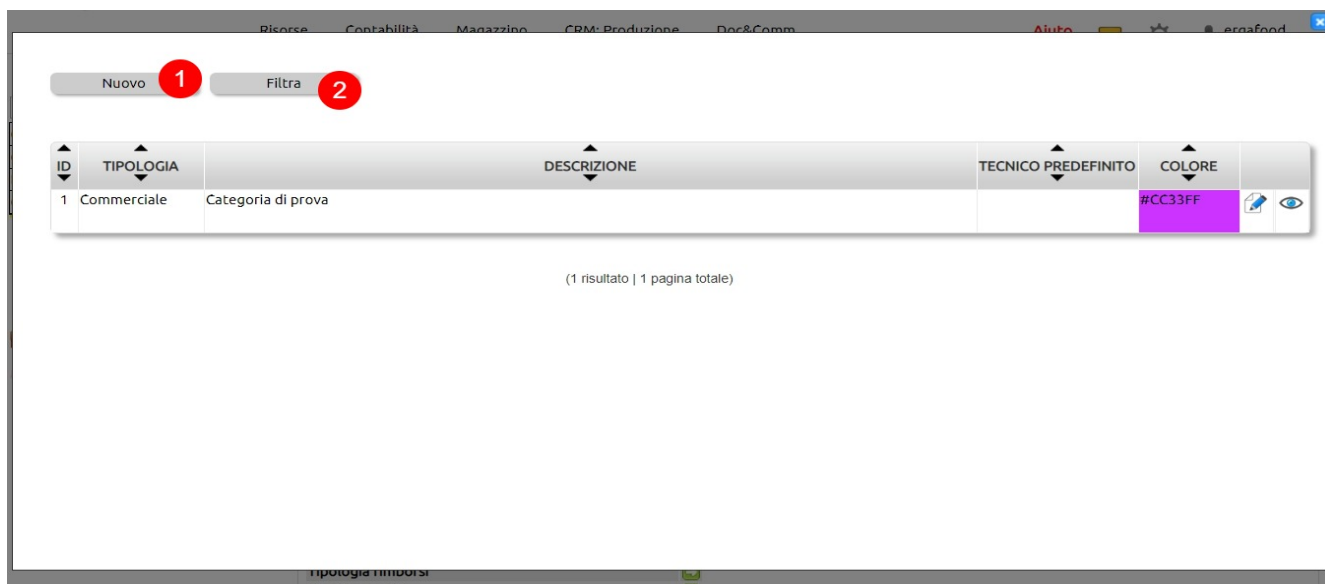 Risorse Contabilità Magazzino CRM: Produzione Doc&Comm Aiuto ergafood
Nuovo 1 Filtra 2
ID TIPOLOGIA DESCRIZIONE TECNICO PREDEFINITO COLORE
1 Commerciale Categoria di prova #CC33FF
(1 risultato | 1 pagina totale)
Tipologia rimborsi